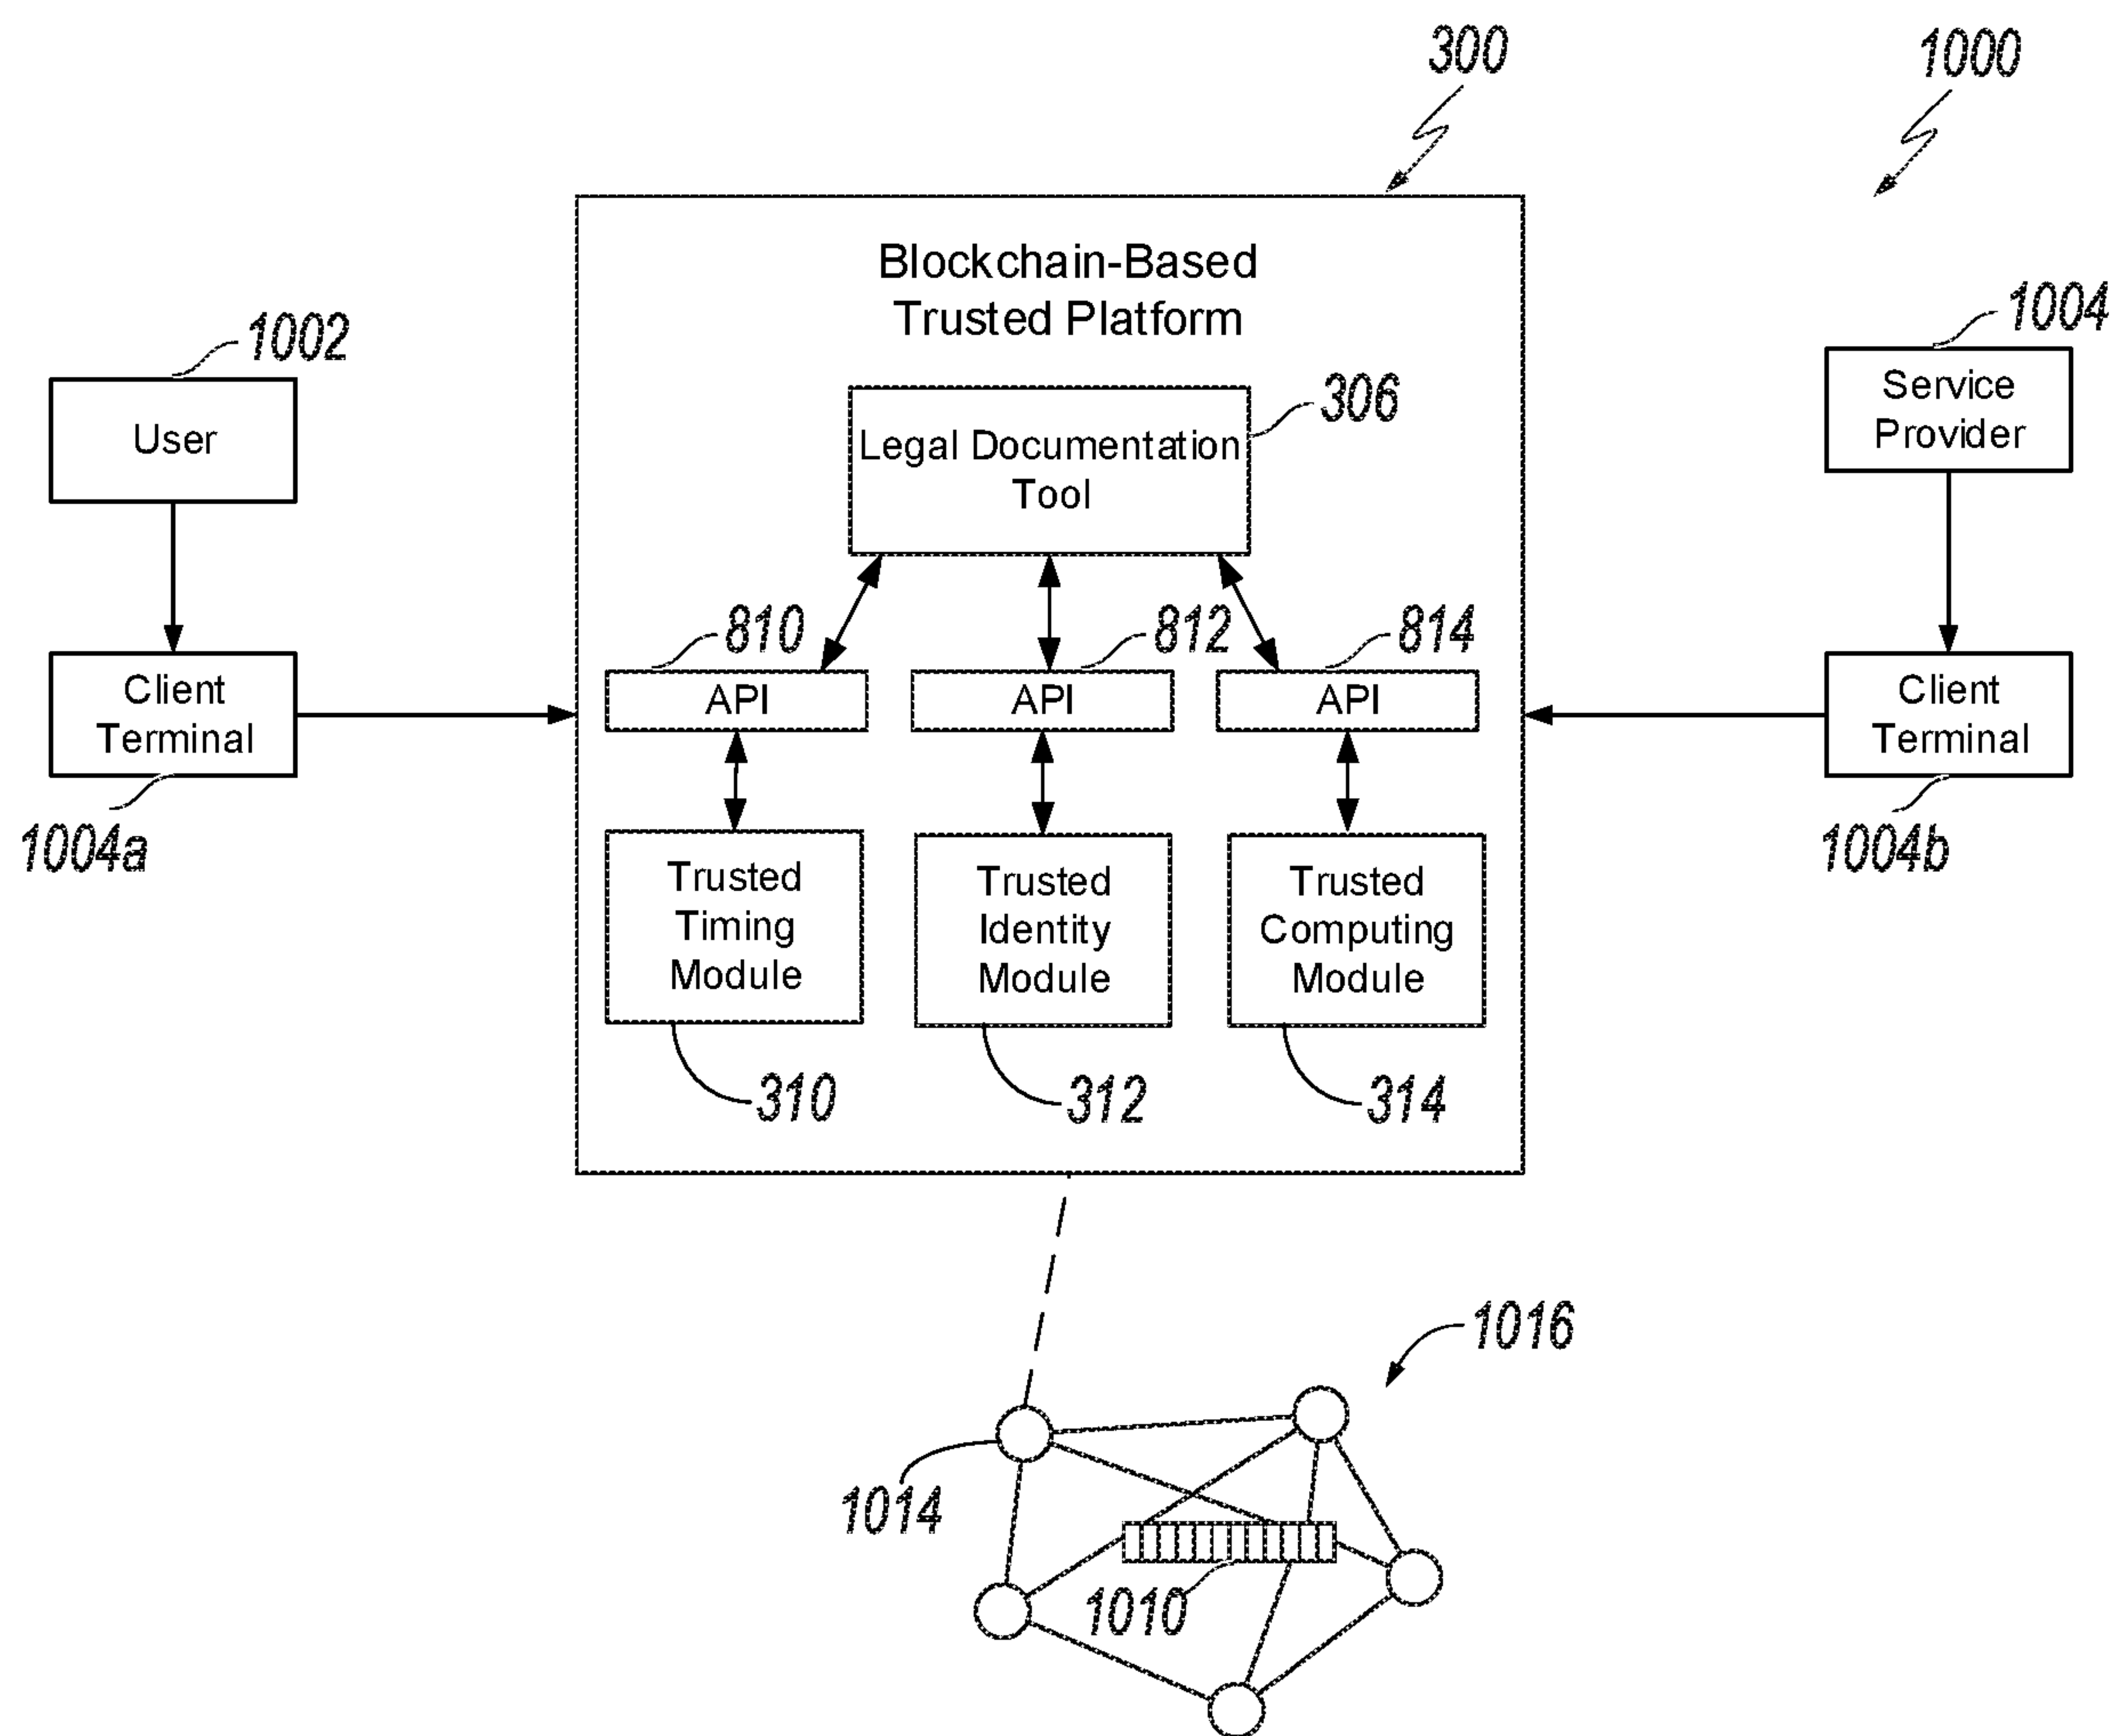 300
1000
Blockchain-Based
Trusted Platform
1002
User
306
Legal Documentation
Tool
1004
Service
Provider
810
812
814
Client
Terminal
1004a
API
API
API
Client
Terminal
1004b
Trusted
Timing
Module
Trusted
Identity
Module
Trusted
Computing
Module
310
312
314
1016
1014
1010